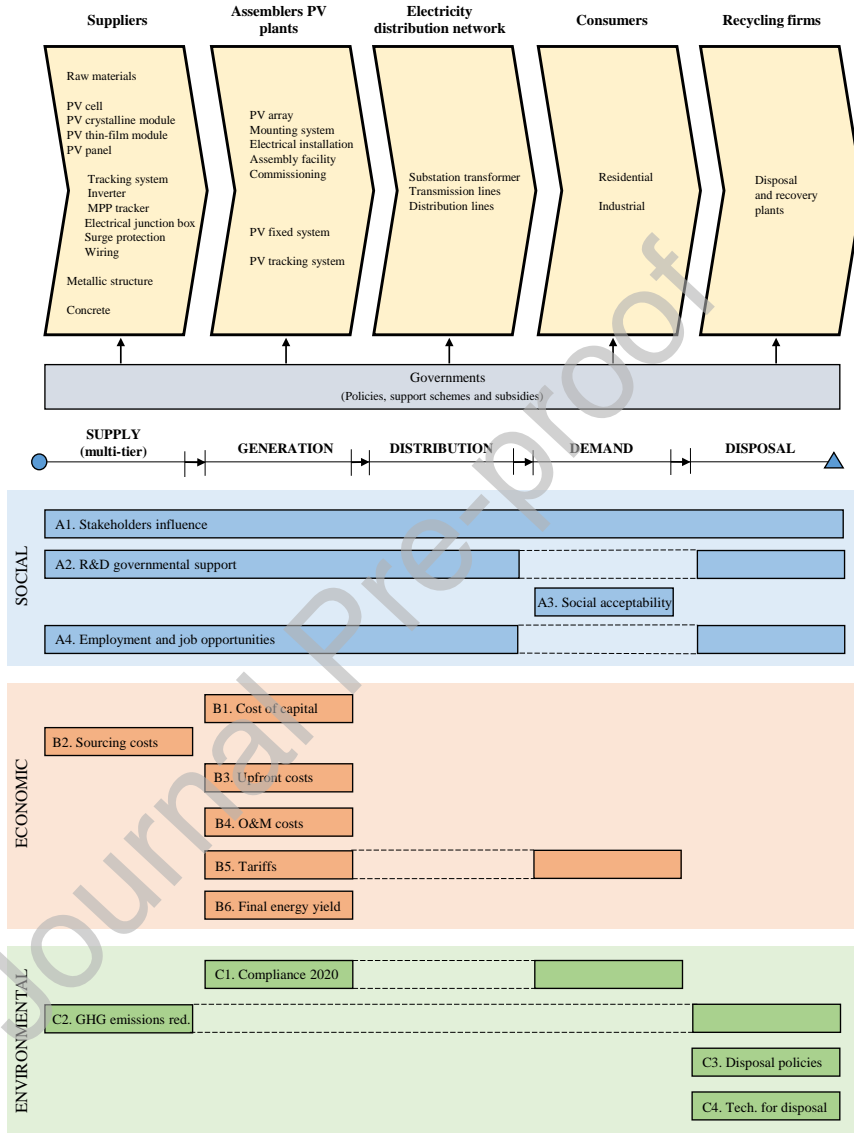 Suppliers
Assemblers PV
plants
Electricity
distribution network
Consumers
Recycling firms
Raw materials
PV cell
PV crystalline module
PV thin-film module
PV panel
Tracking system
Inverter
MPP tracker
Electrical junction box
Surge protection
Wiring
Metallic structure
Concrete
PV array
Mounting system
Electrical installation
Assembly facility
Commissioning
PV fixed system
PV tracking system
Substation transformer
Transmission lines
Distribution lines
Residential
Industrial
Disposal
and recovery
plants
Governments
(Policies, support schemes and subsidies)
SUPPLY
(multi-tier)
GENERATION
DISTRIBUTION
DEMAND
DISPOSAL
SOCIAL
A1. Stakeholders influence
A2. R&D governmental support
A3. Social acceptability
A4. Employment and job opportunities
ECONOMIC
B1. Cost of capital
B2. Sourcing costs
B3. Upfront costs
B4. O&M costs
B5. Tariffs
B6. Final energy yield
ENVIRONMENTAL
C1. Compliance 2020
C2. GHG emissions red.
C3. Disposal policies
C4. Tech. for disposal
Journal Pre-proof